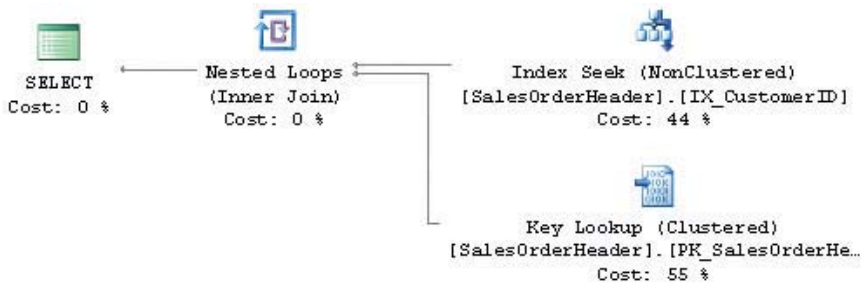 SELECT
Cost: 0 %
Nested Loops
(Inner Join)
Cost: 0 %
Index Seek (NonClustered)
[SalesOrderHeader].[IX_CustomerID]
Cost: 44 %
Key Lookup (Clustered)
[SalesOrderHeader].[PK_SalesOrderHe…
Cost: 55 %